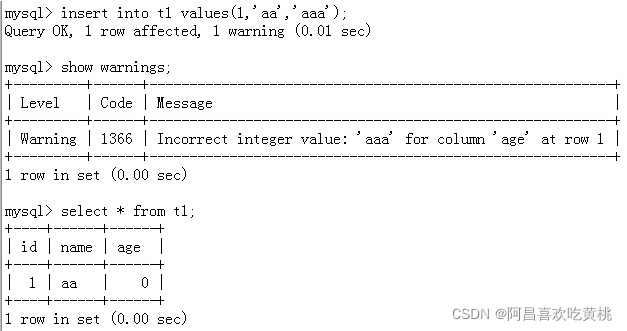 mysql> insert into t1 values(1,'aa','aaa');
Query OK, 1 row affected, 1 warning (0.01 sec)
mysql> show warnings;
+---------+------+----------------------------------------------------------+
| Level   | Code | Message                                                  |
+---------+------+----------------------------------------------------------+
| Warning | 1366 | Incorrect integer value: 'aaa' for column 'age' at row 1 |
+---------+------+----------------------------------------------------------+
1 row in set (0.00 sec)
mysql> select * from t1;
+----+------+------+
| id | name | age  |
+----+------+------+
|  1 | aa   |    0 |
+----+------+------+
1 row in set (0.00 sec)
CSDN @阿昌喜欢吃黄桃